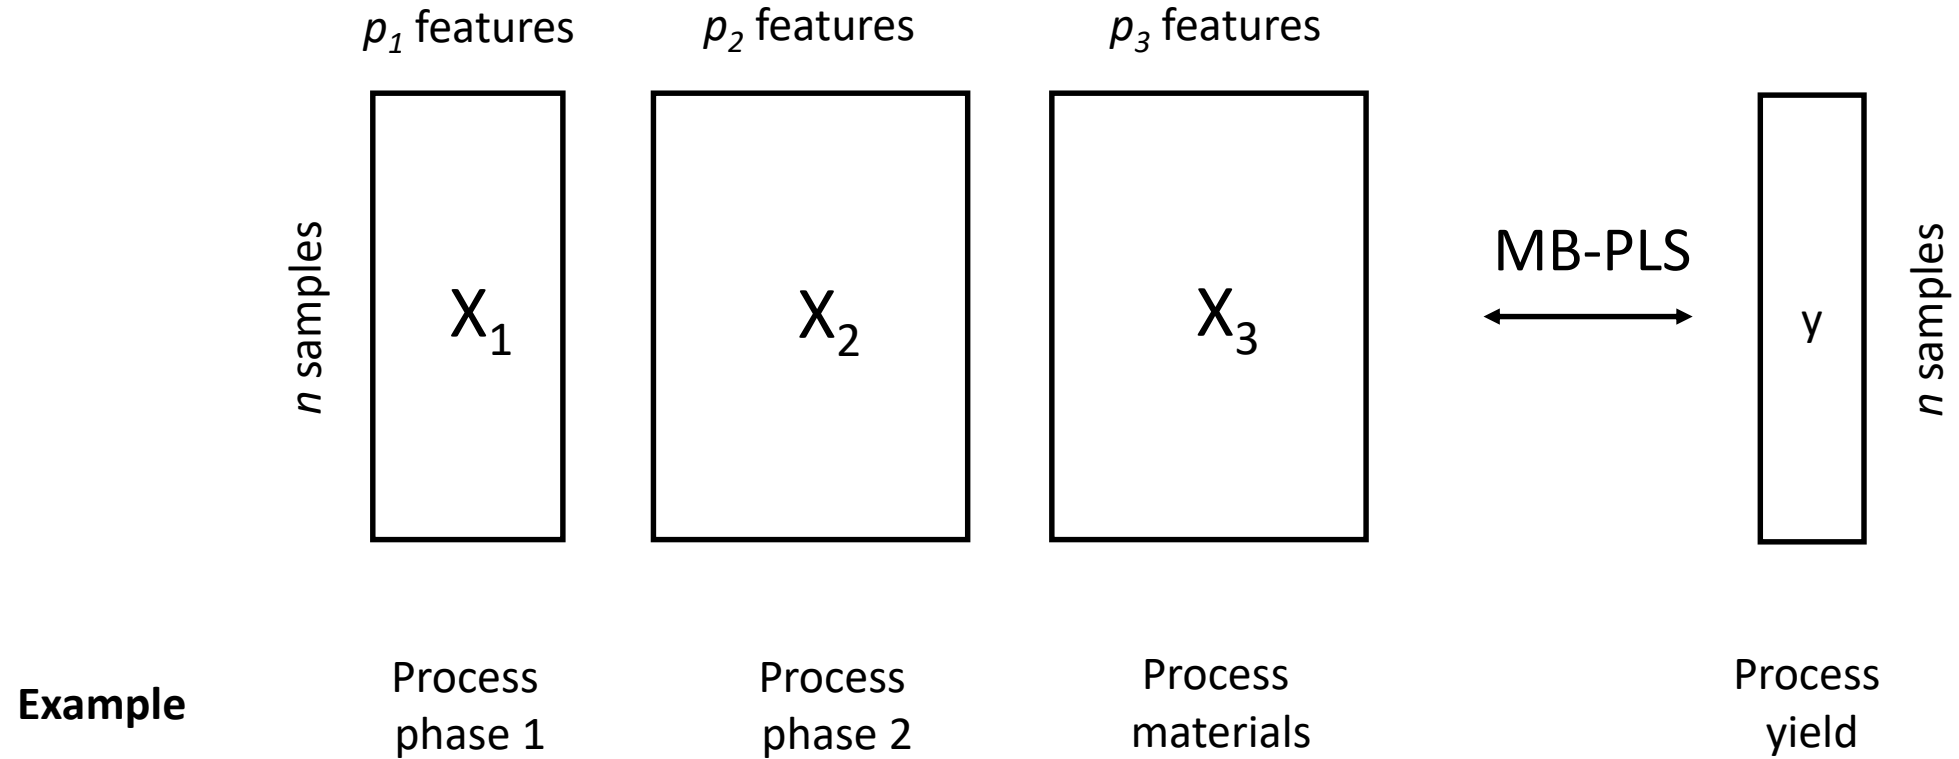 p₁ features
p₂ features
p₃ features
n samples
X₁
X₂
X₃
MB-PLS
y
n samples
Example
Process
phase 1
Process
phase 2
Process
materials
Process
yield